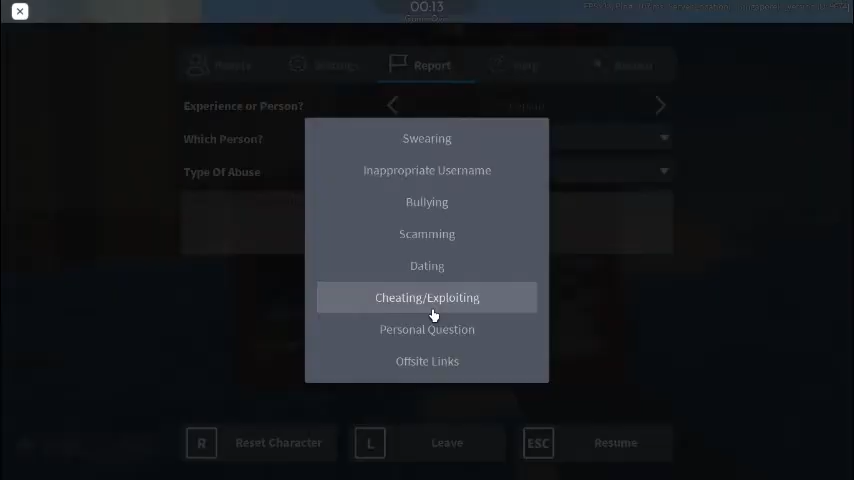 00:13
Report
Experience or Person?
Which Person?
Type Of Abuse
Swearing
Inappropriate Username
Bullying
Scamming
Dating
Cheating/Exploiting
Personal Question
Offsite Links
R Reset Character
L Leave
ESC Resume